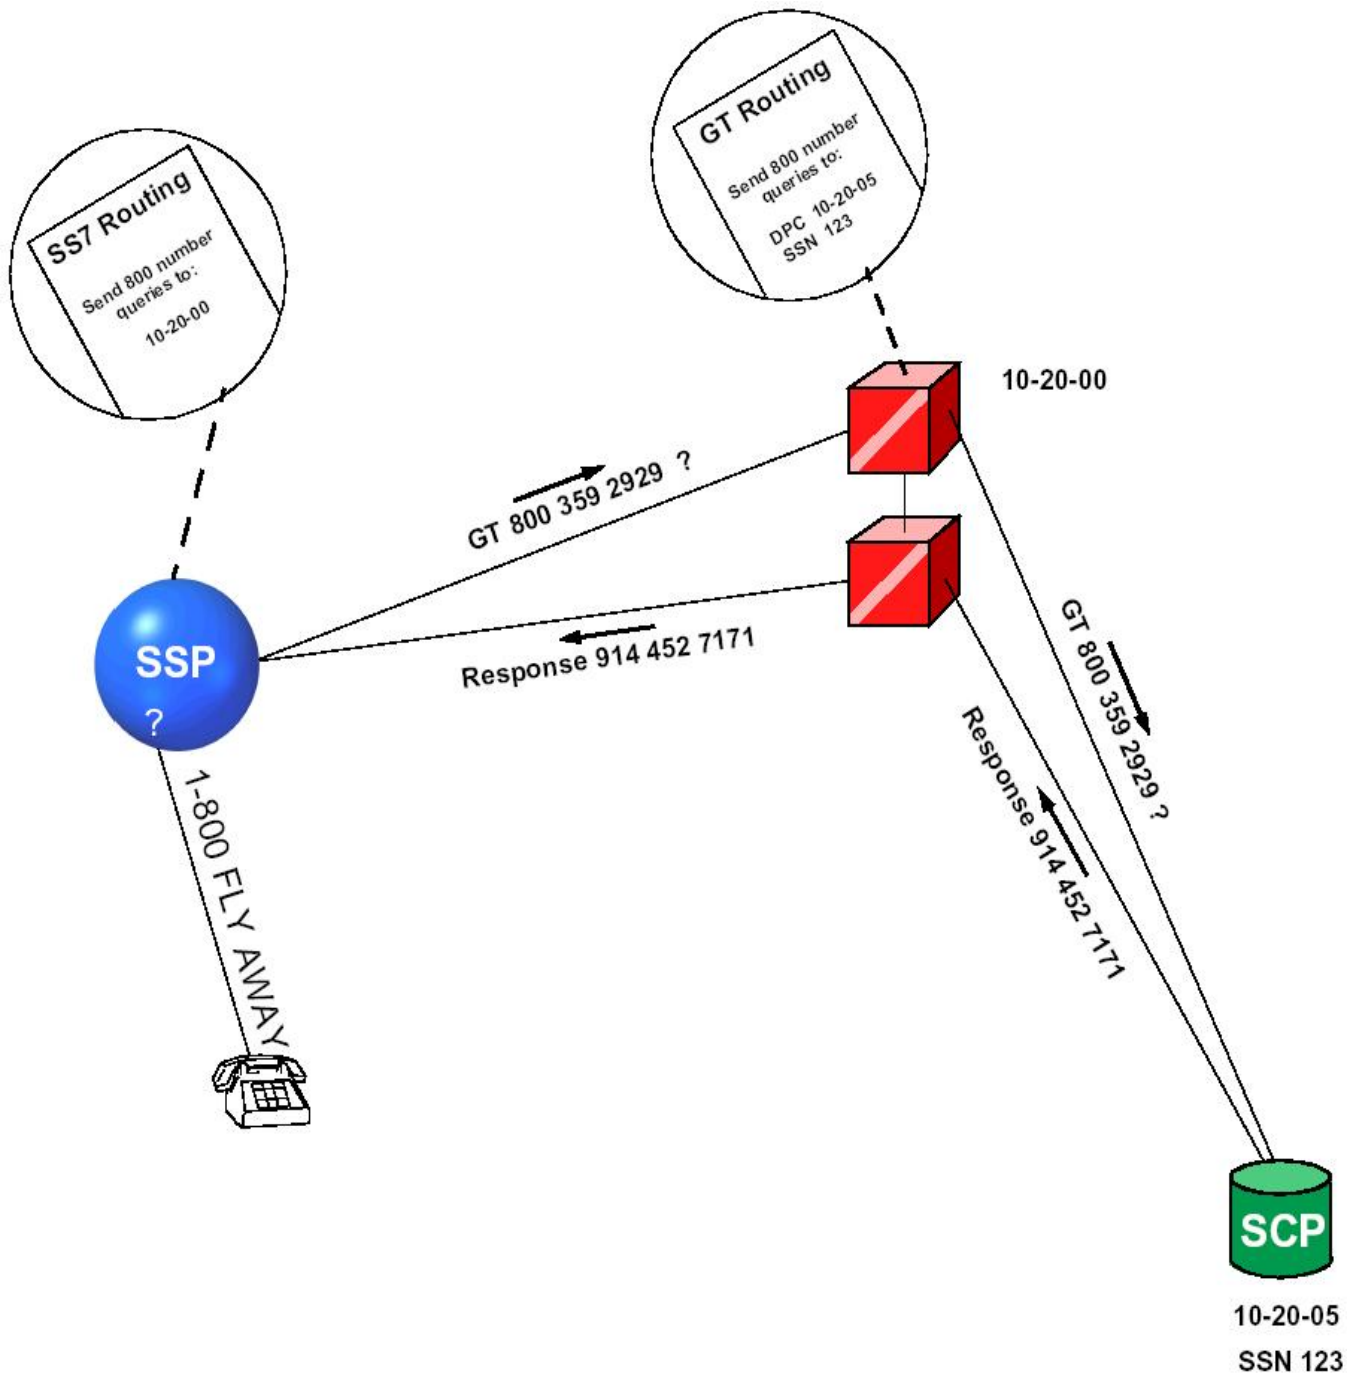 GT Routing
Send 800 number
queries to:
DPC 10-20-05
SSN 123
SS7 Routing
Send 800 number
queries to:
10-20-00
10-20-00
GT 800 359 2929 ?
Response 914 452 7171
SSP
?
GT 800 359 2929 ?
Response 914 452 7171
1-800 FLY AWAY
SCP
10-20-05
SSN 123